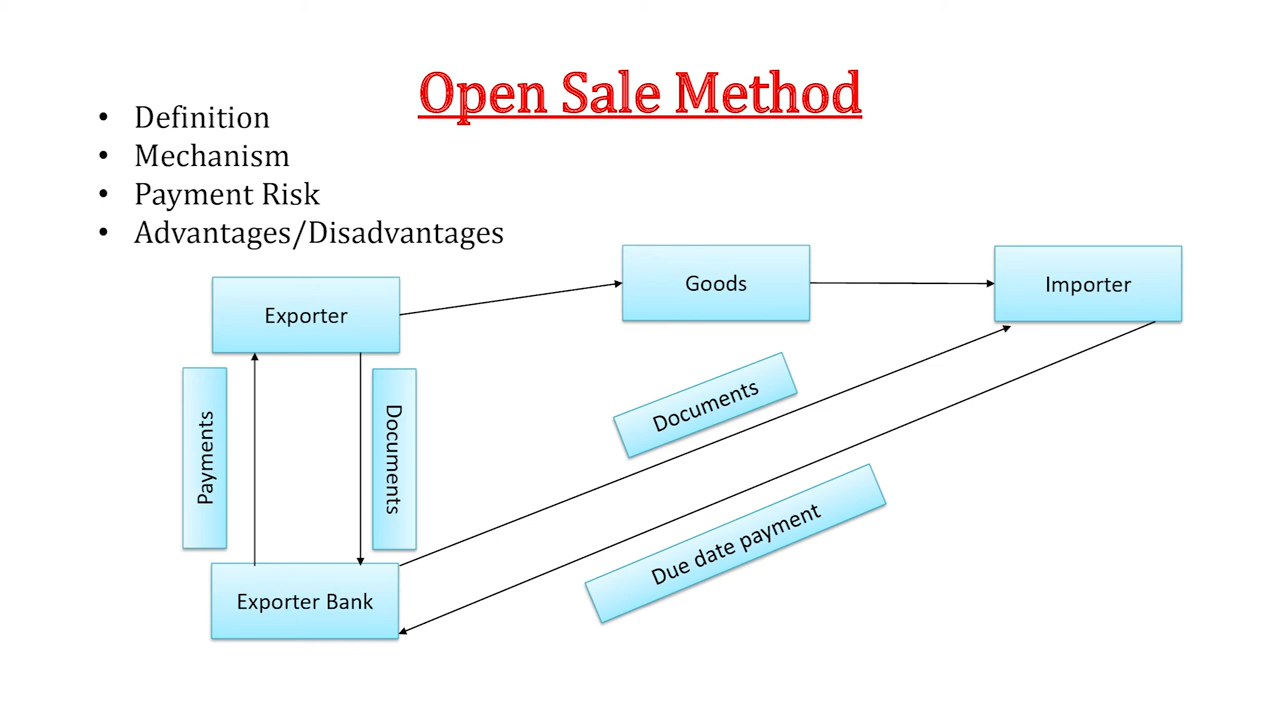 Open Sale Method
• Definition
• Mechanism
• Payment Risk
• Advantages/Disadvantages
Exporter
Goods
Importer
Payments
Documents
Documents
Due date payment
Exporter Bank